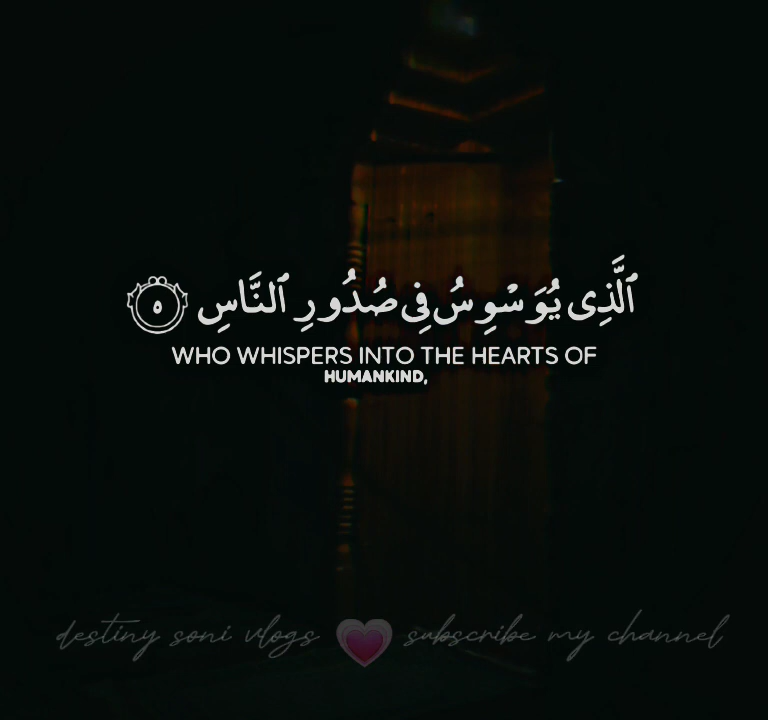 ٱلَّذِى يُوَسْوِسُ فِى صُدُورِ ٱلنَّاسِ ٥
WHO WHISPERS INTO THE HEARTS OF
HUMANKIND,
destiny soni vlogs 💗 subscribe my channel